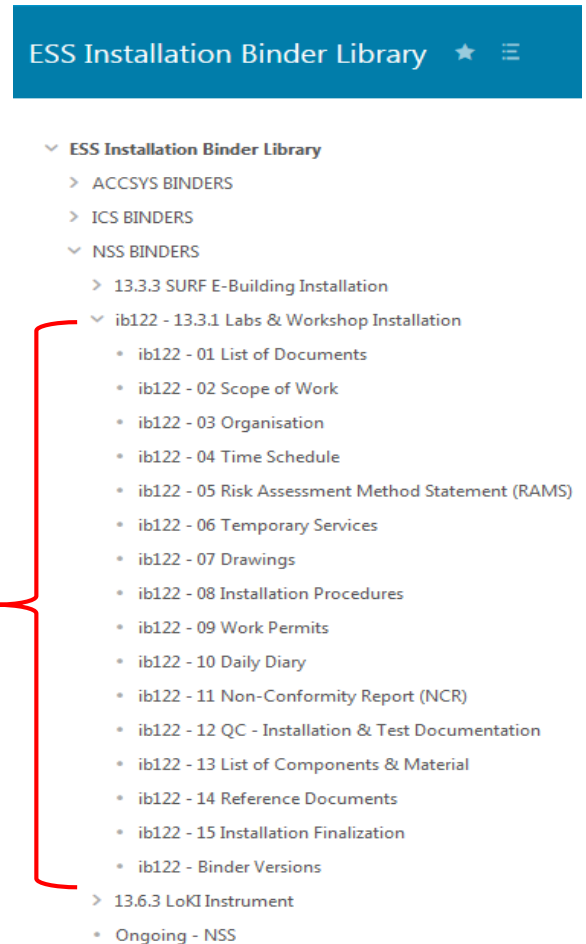 ESS Installation Binder Library
ESS Installation Binder Library
ACCSYS BINDERS
ICS BINDERS
NSS BINDERS
13.3.3 SURF E-Building Installation
ib122 - 13.3.1 Labs & Workshop Installation
ib122 - 01 List of Documents
ib122 - 02 Scope of Work
ib122 - 03 Organisation
ib122 - 04 Time Schedule
ib122 - 05 Risk Assessment Method Statement (RAMS)
ib122 - 06 Temporary Services
ib122 - 07 Drawings
ib122 - 08 Installation Procedures
ib122 - 09 Work Permits
ib122 - 10 Daily Diary
ib122 - 11 Non-Conformity Report (NCR)
ib122 - 12 QC - Installation & Test Documentation
ib122 - 13 List of Components & Material
ib122 - 14 Reference Documents
ib122 - 15 Installation Finalization
ib122 - Binder Versions
13.6.3 LoKI Instrument
Ongoing - NSS